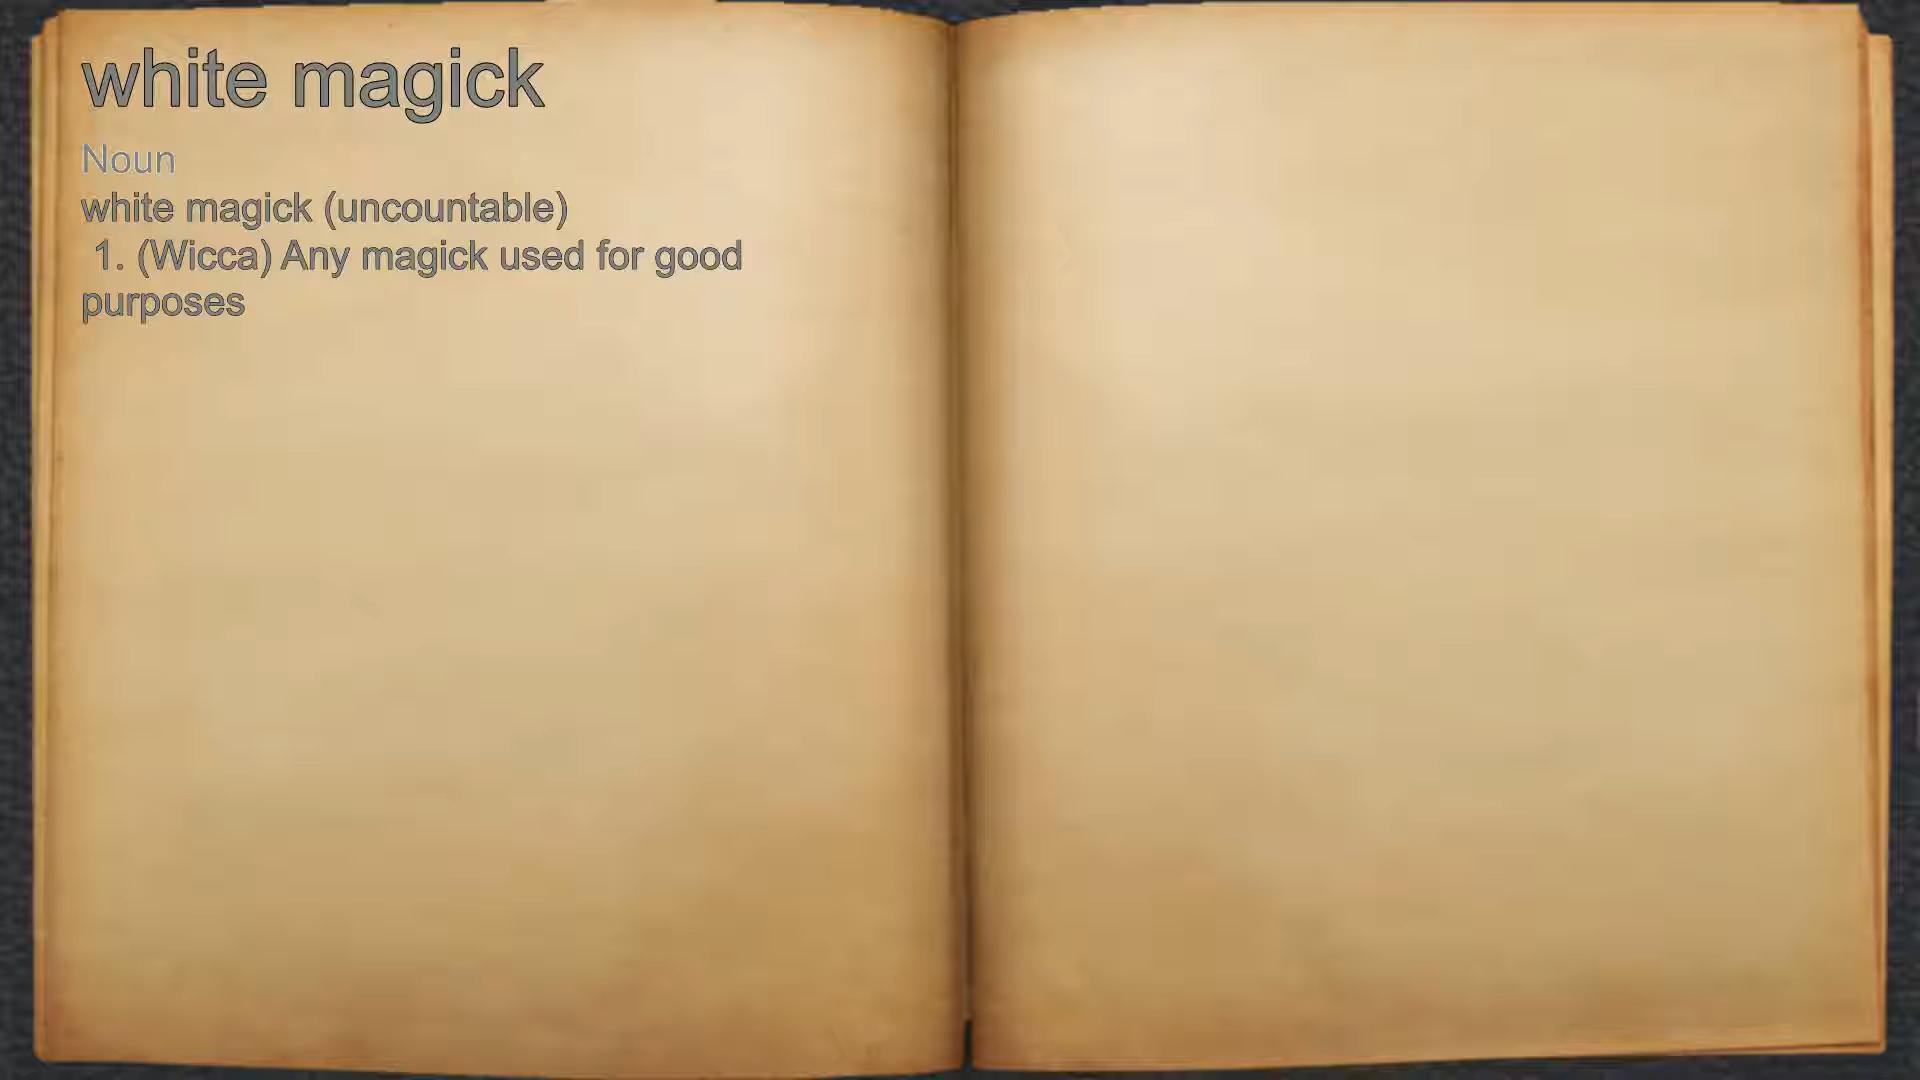 white magick
Noun
white magick (uncountable)
1. (Wicca) Any magick used for good
purposes